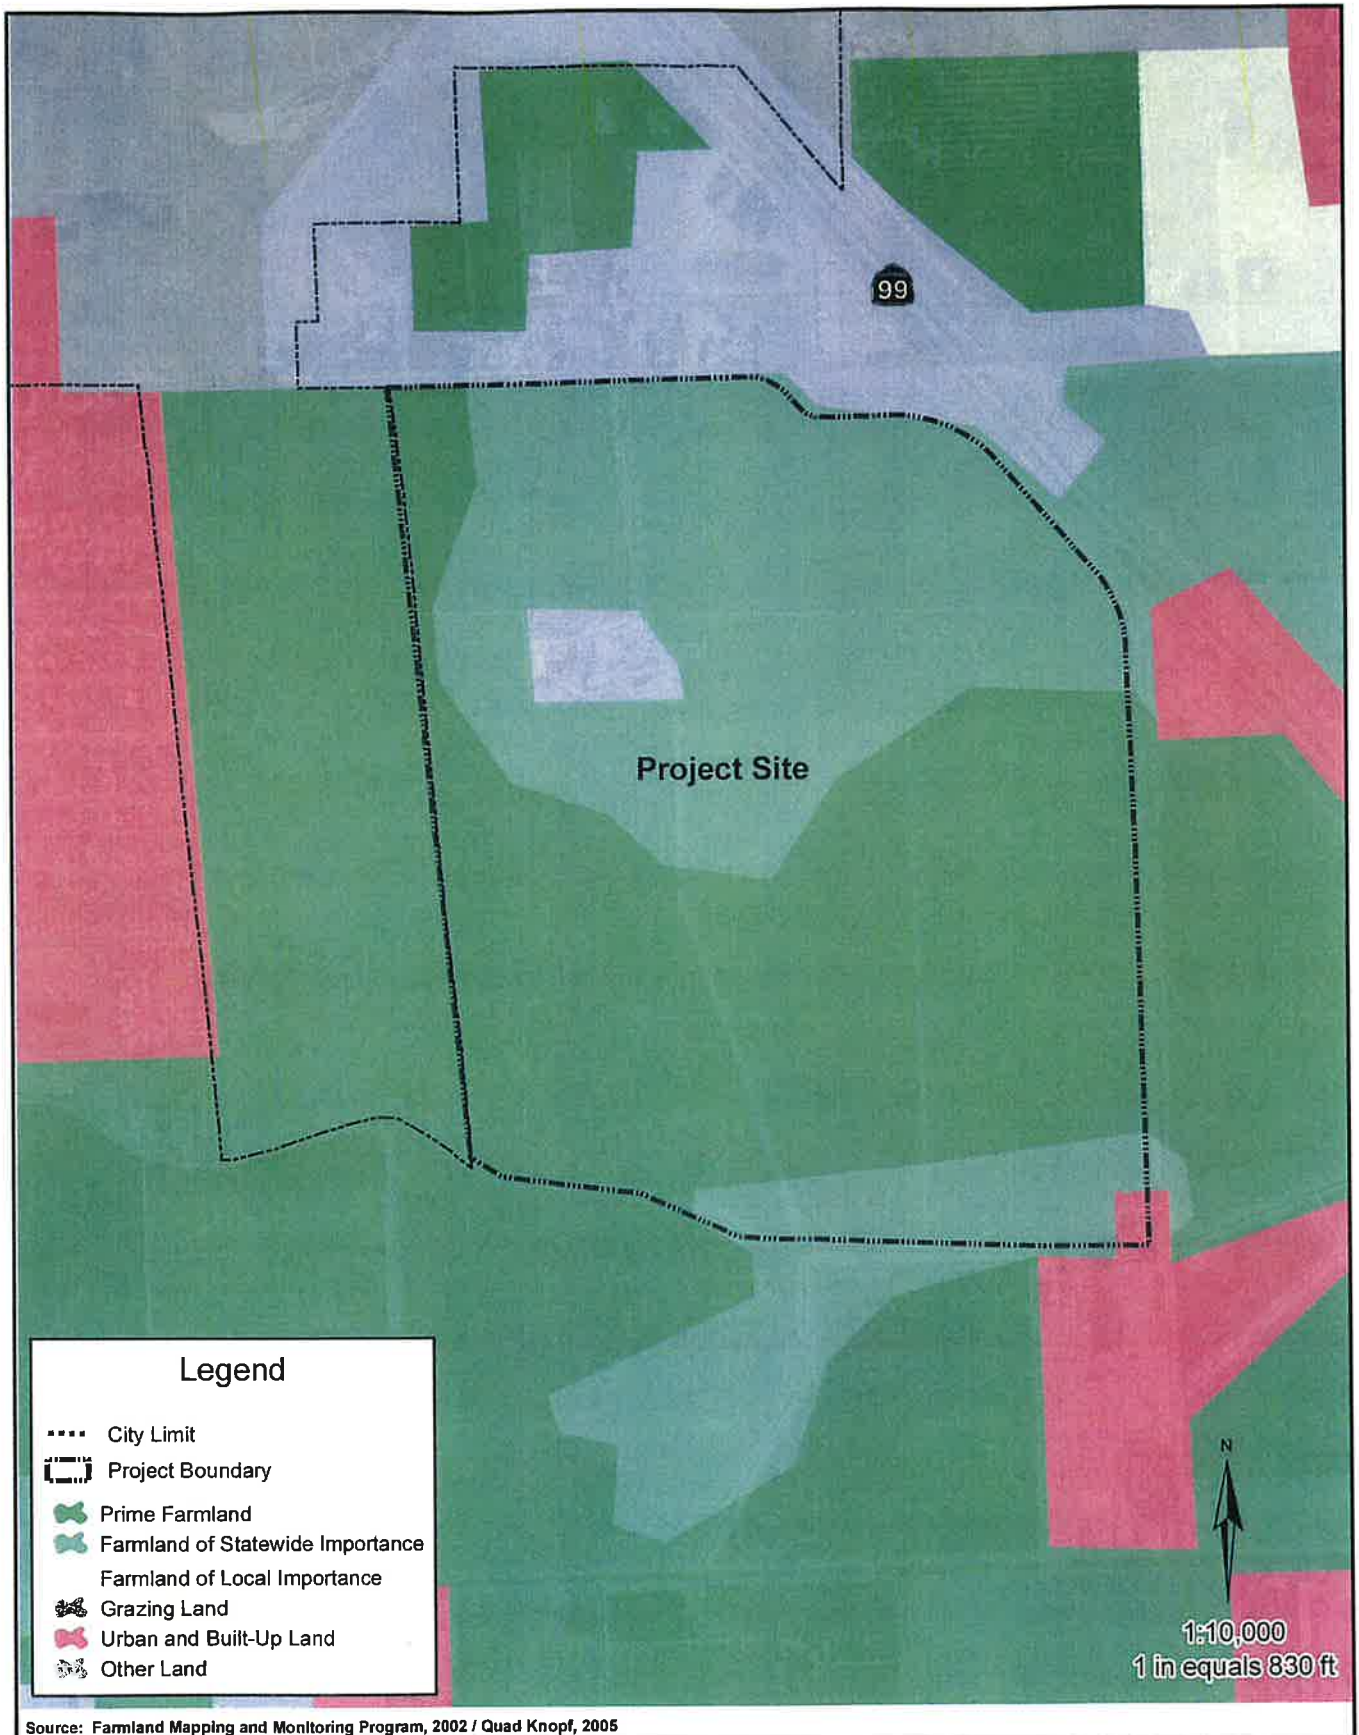 99
Project Site
Legend
City Limit
Project Boundary
Prime Farmland
Farmland of Statewide Importance
Farmland of Local Importance
Grazing Land
Urban and Built-Up Land
Other Land
N
1:10,000
1 in equals 830 ft
Source: Farmland Mapping and Monitoring Program, 2002 / Quad Knopf, 2005